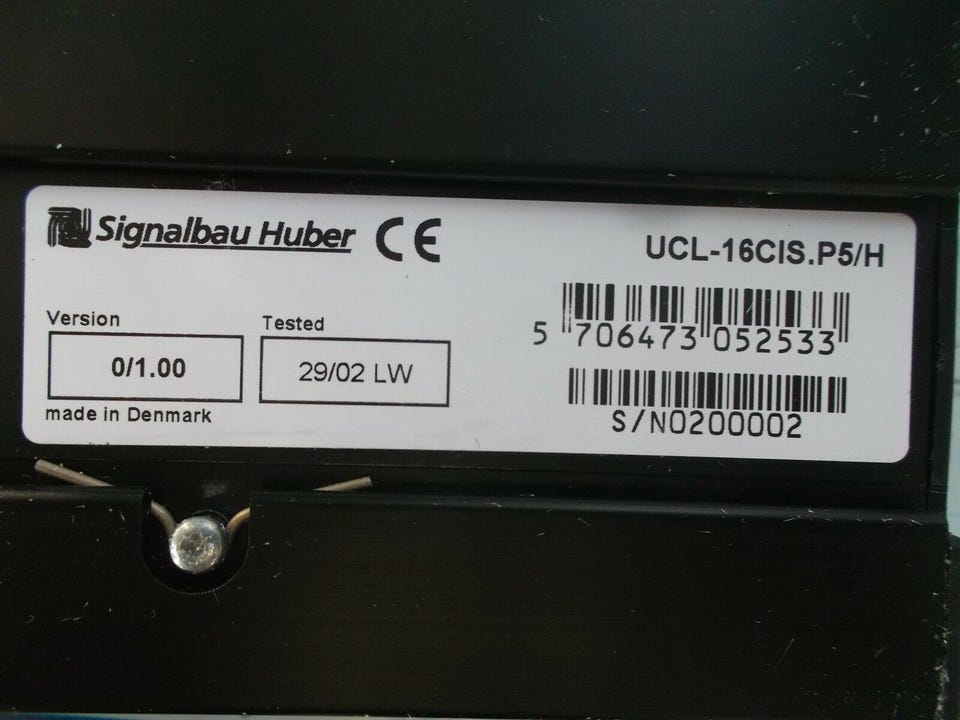 Signalbau Huber CE
UCL-16CIS.P5/H
Version
0/1.00
Tested
29/02 LW
made in Denmark
5 706473 052533
S/N0200002